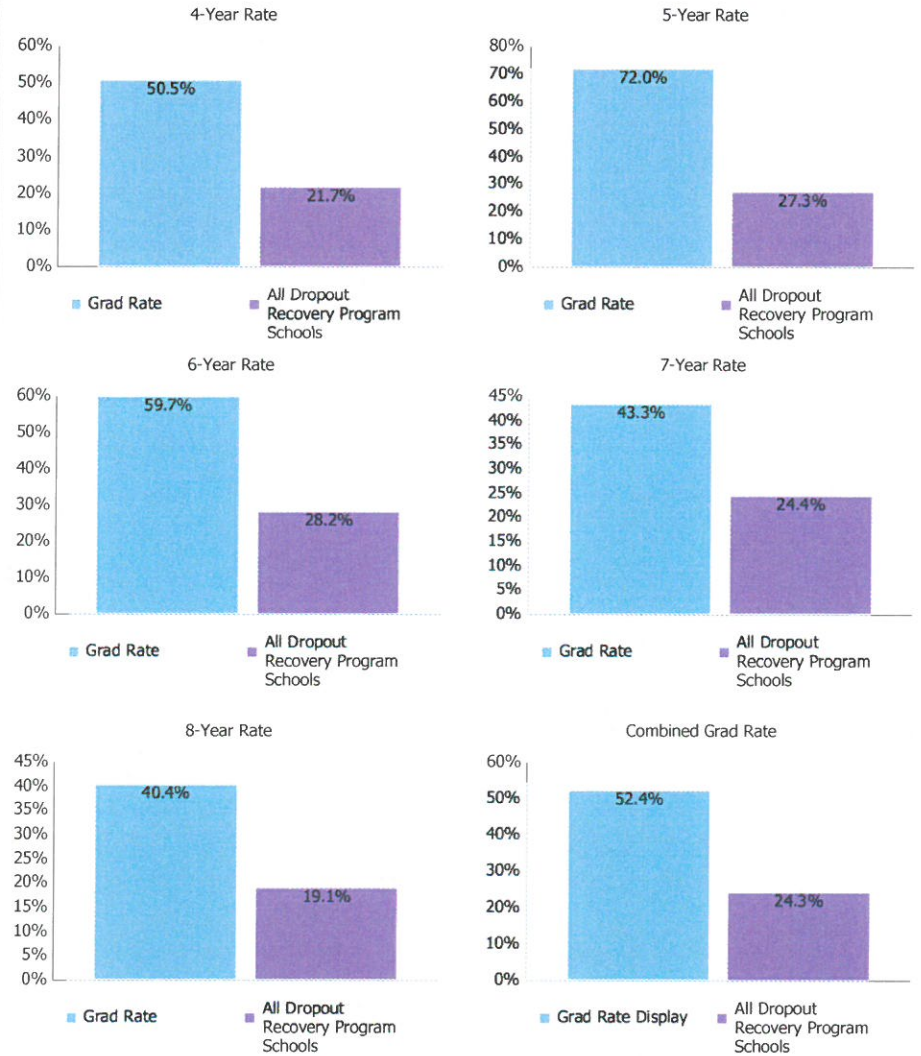 4-Year Rate
60%
50%
40%
30%
20%
10%
0%
50.5%
21.7%
Grad Rate
All Dropout
Recovery Program
Schools
5-Year Rate
80%
70%
60%
50%
40%
30%
20%
10%
0%
72.0%
27.3%
Grad Rate
All Dropout
Recovery Program
Schools
6-Year Rate
60%
50%
40%
30%
20%
10%
0%
59.7%
28.2%
Grad Rate
All Dropout
Recovery Program
Schools
7-Year Rate
45%
40%
35%
30%
25%
20%
15%
10%
5%
0%
43.3%
24.4%
Grad Rate
All Dropout
Recovery Program
Schools
8-Year Rate
45%
40%
35%
30%
25%
20%
15%
10%
5%
0%
40.4%
19.1%
Grad Rate
All Dropout
Recovery Program
Schools
Combined Grad Rate
60%
50%
40%
30%
20%
10%
0%
52.4%
24.3%
Grad Rate Display
All Dropout
Recovery Program
Schools